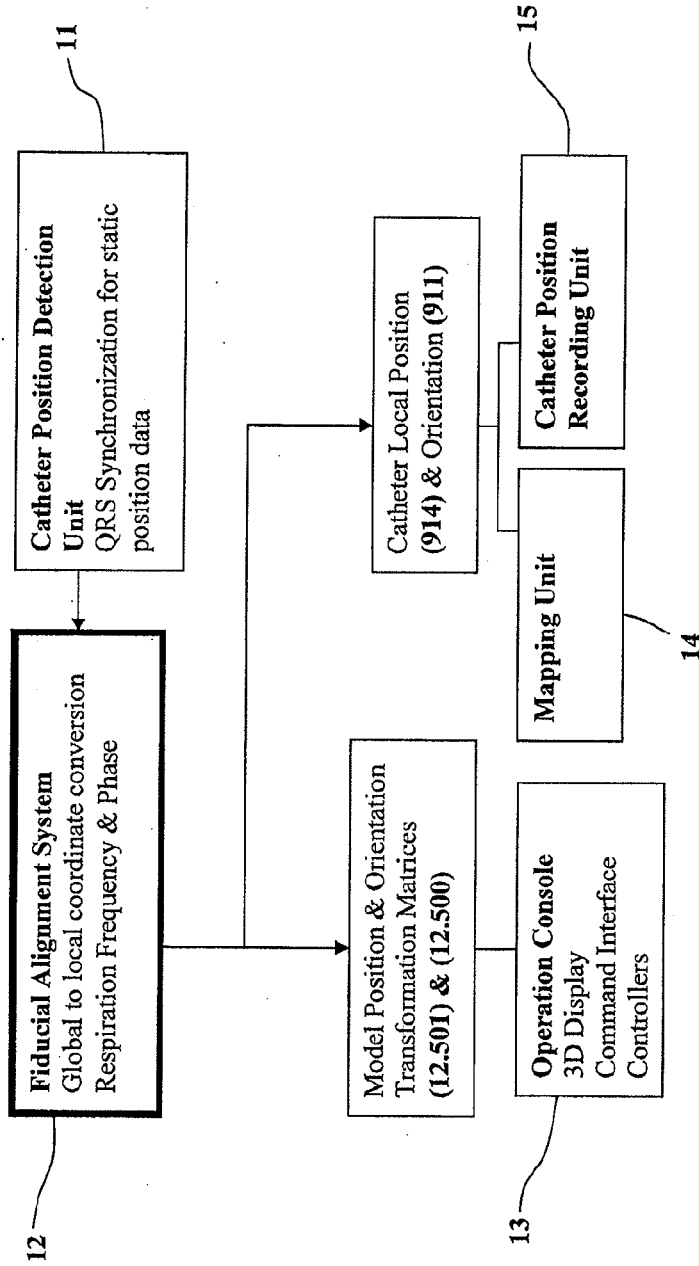 12
Fiducial Alignment System
Global to local coordinate conversion
Respiration Frequency & Phase
Catheter Position Detection
Unit
QRS Synchronization for static
position data
11
Model Position & Orientation
Transformation Matrices
(12.501) & (12.500)
Catheter Local Position
(914) & Orientation (911)
Operation Console
3D Display
Command Interface
Controllers
13
Mapping Unit
14
Catheter Position
Recording Unit
15